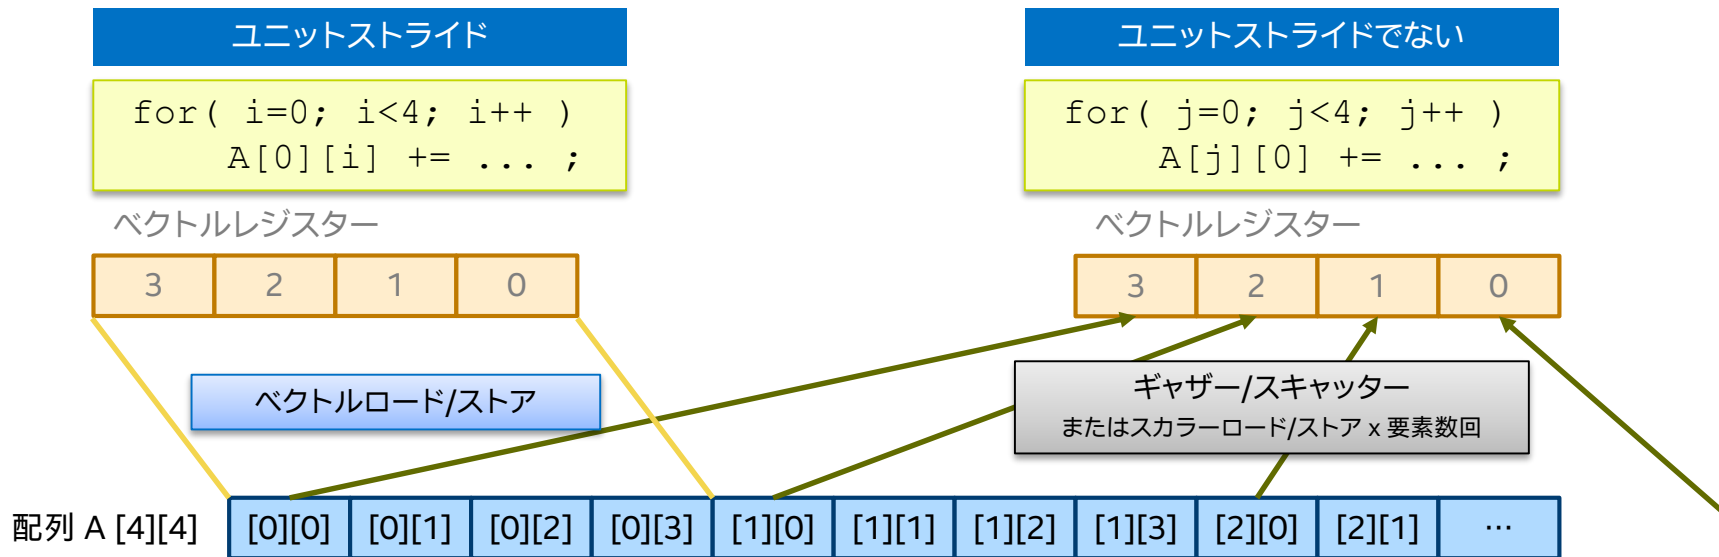 ユニットストライド
for( i=0; i<4; i++ )
A[0][i] += ... ;
ベクトルレジスター
3 2 1 0
ベクトルロード/ストア
ユニットストライドでない
for( j=0; j<4; j++ )
A[j][0] += ... ;
ベクトルレジスター
3 2 1 0
ギャザー/スキャッター
またはスカラーロード/ストア x 要素数回
配列 A [4][4] [0][0] [0][1] [0][2] [0][3] [1][0] [1][1] [1][2] [1][3] [2][0] [2][1] …